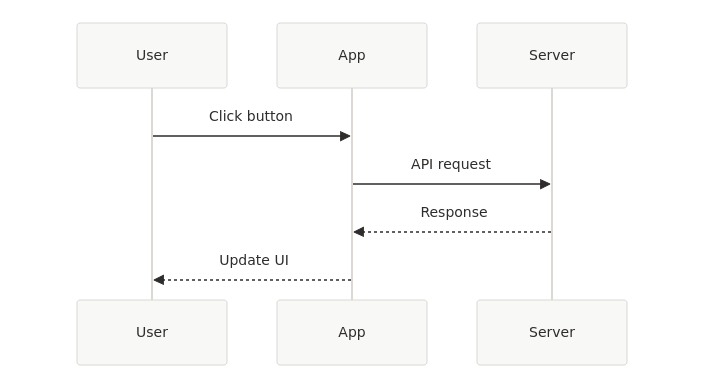 User
App
Server
Click button
API request
Response
Update UI
User
App
Server